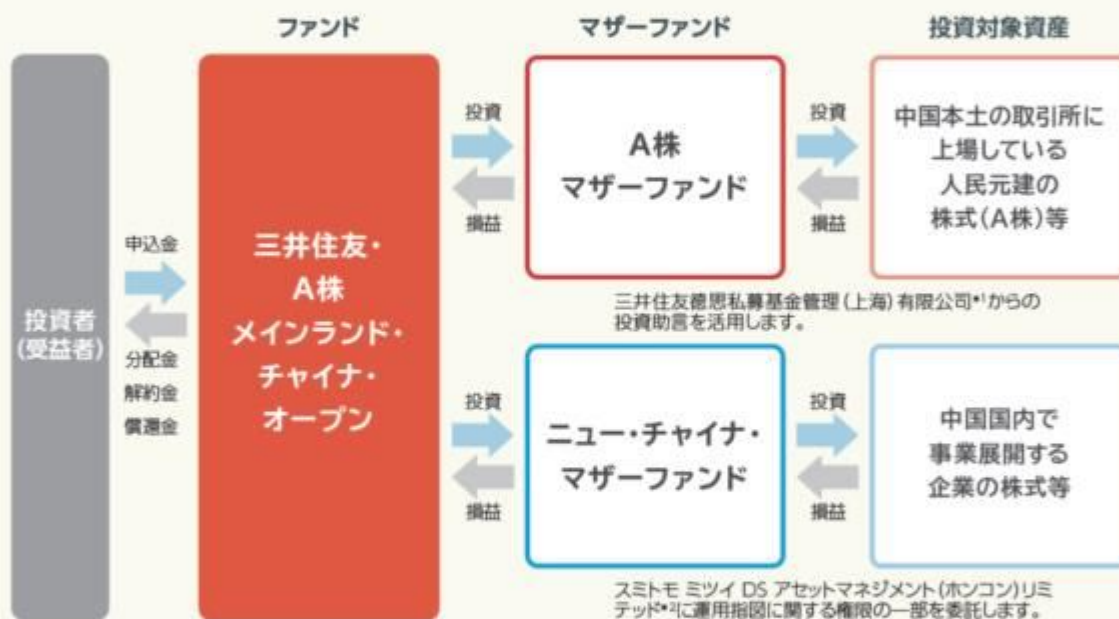 ファンド
マザーファンド
投資対象資産
投資者
(受益者)
申込金
分配金
解約金
償還金
三井住友・
A株
メインランド・
チャイナ・
オープン
投資
損益
A株
マザーファンド
投資
損益
中国本土の取引所に
上場している
人民元建の
株式(A株)等
三井住友徳思私募基金管理(上海)有限公司*1からの
投資助言を活用します。
投資
損益
ニュー・チャイナ・
マザーファンド
投資
損益
中国国内で
事業展開する
企業の株式等
スミトモ ミツイ DS アセットマネジメント(ホンコン)リミ
テッド*2に運用指図に関する権限の一部を委託します。